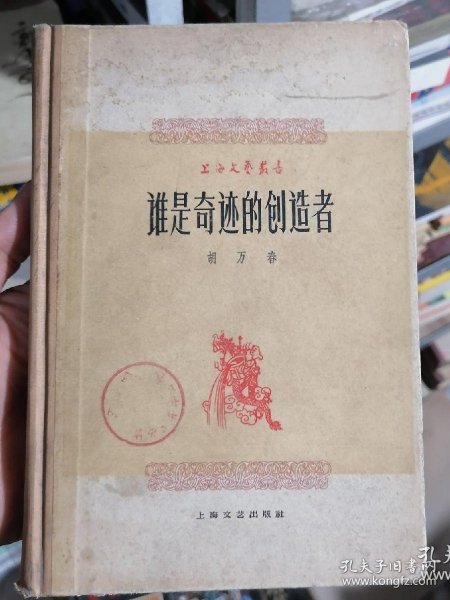 上海文艺丛书
谁是奇迹的创造者
胡万春
上海文艺出版社
孔夫子旧书网
www.kongfz.com